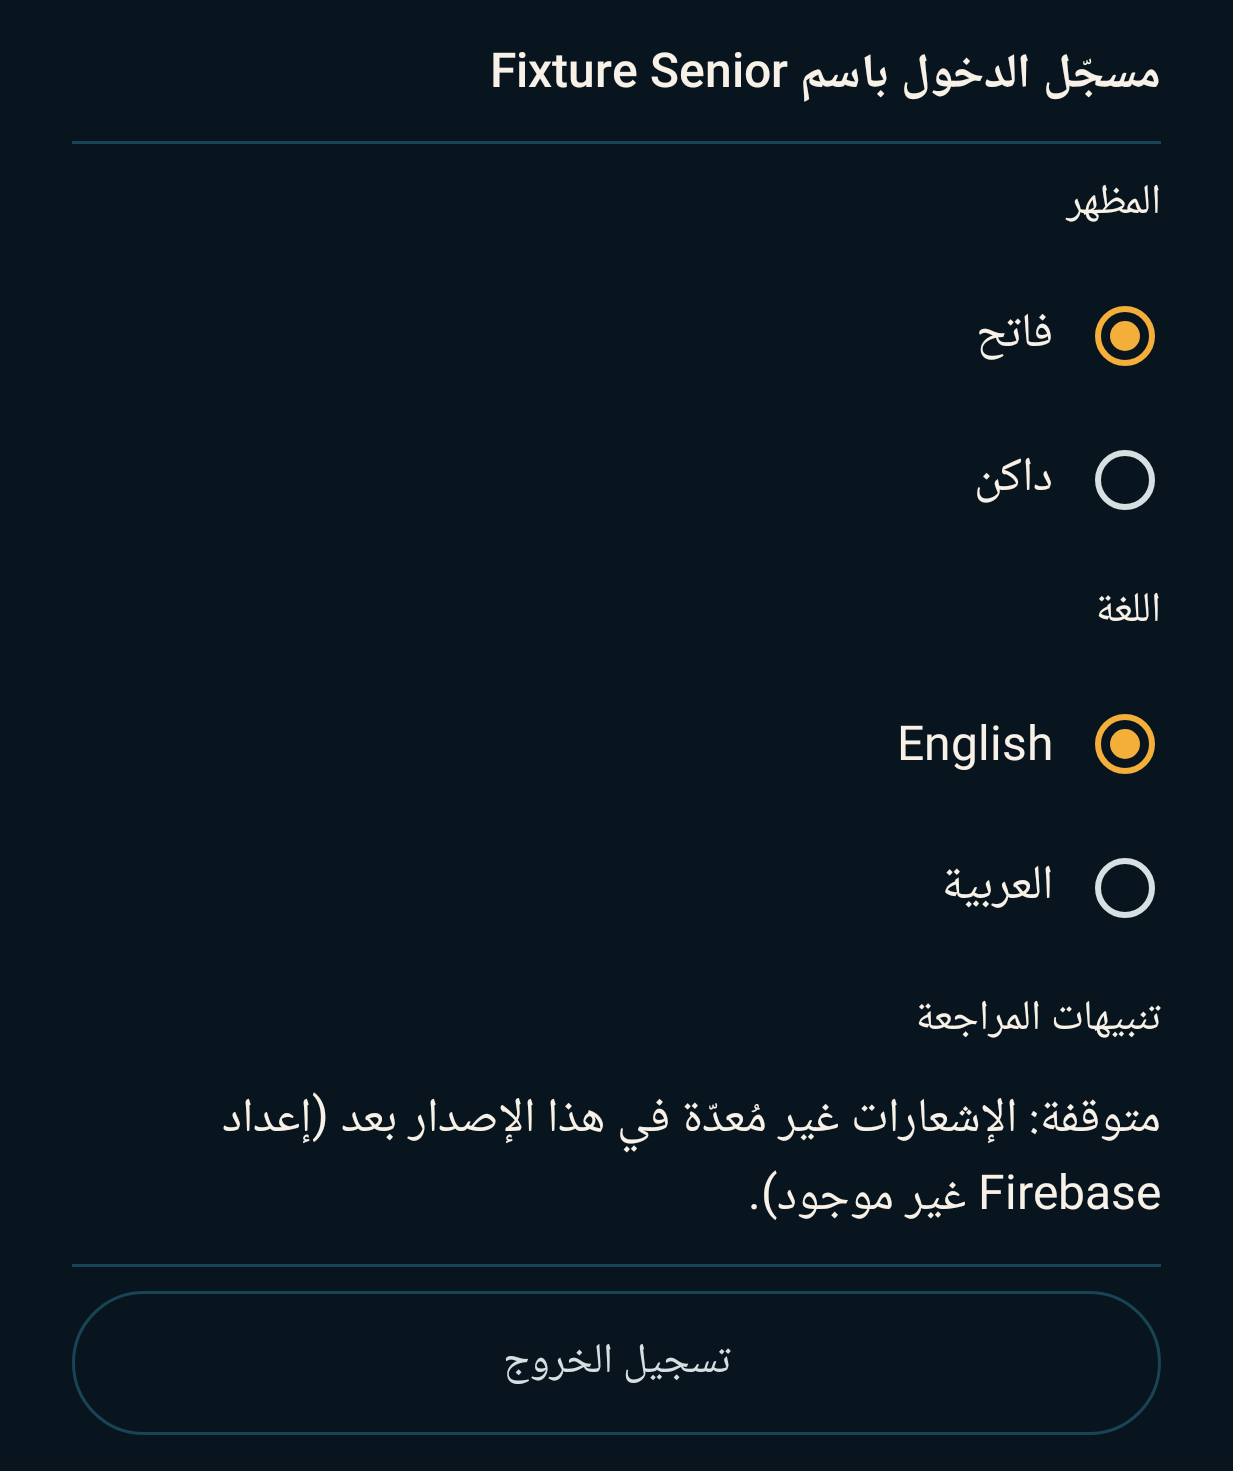 مسجّل الدخول باسم Fixture Senior
المظهر
فاتح
داكن
اللغة
English
العربية
تنبيهات المراجعة
متوقفة: الإشعارات غير مُعدّة في هذا الإصدار بعد (إعداد
Firebase غير موجود).
تسجيل الخروج